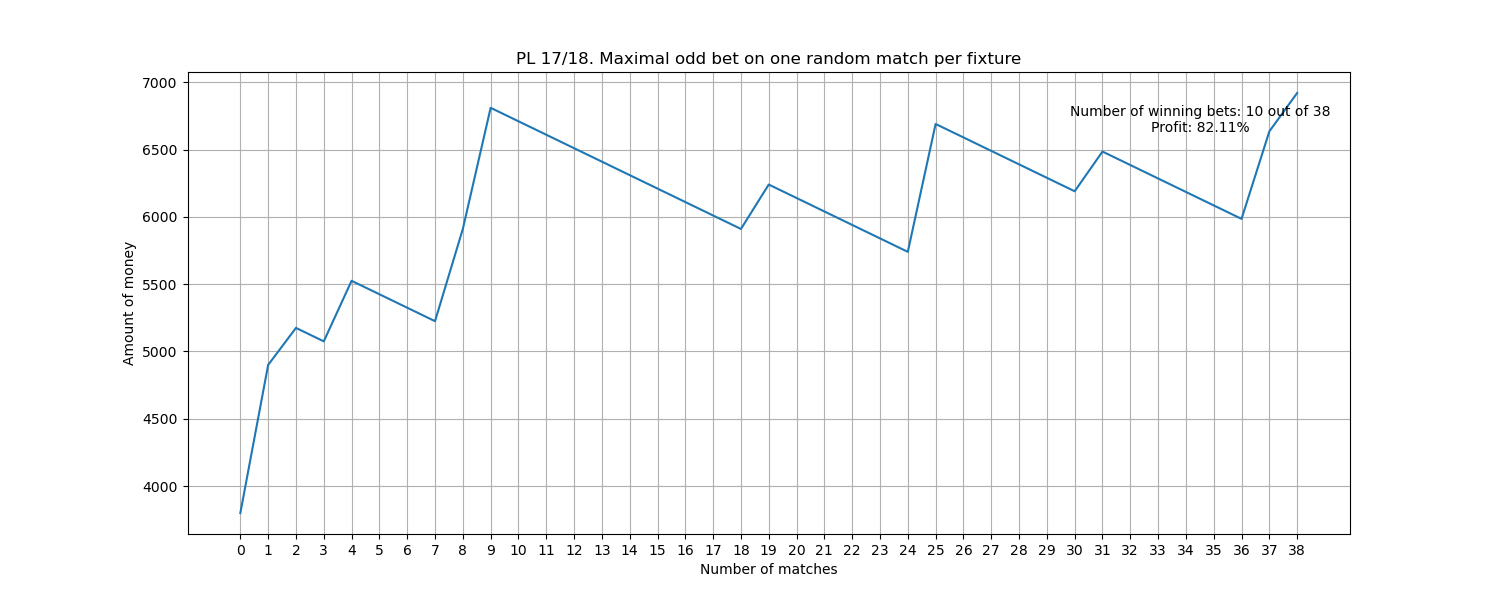 PL 17/18. Maximal odd bet on one random match per fixture
7000
6500
6000
5500
5000
4500
4000
Amount of money
Number of winning bets: 10 out of 38
Profit: 82.11%
0 1 2 3 4 5 6 7 8 9 10 11 12 13 14 15 16 17 18 19 20 21 22 23 24 25 26 27 28 29 30 31 32 33 34 35 36 37 38
Number of matches